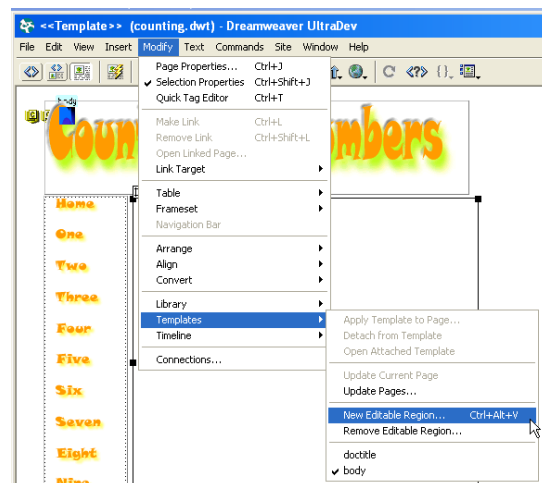 <<Template>> (counting.dwt) - Dreamweaver UltraDev
File Edit View Insert Modify Text Commands Site Window Help
Page Properties... Ctrl+J
Selection Properties Ctrl+Shift+J
Quick Tag Editor Ctrl+T
Make Link Ctrl+L
Remove Link Ctrl+Shift+L
Open Linked Page...
Link Target
Table
Frameset
Navigation Bar
Arrange
Align
Convert
Library
Templates
Timeline
Connections...
Apply Template to Page...
Detach from Template
Open Attached Template
Update Current Page
Update Pages...
New Editable Region... Ctrl+Alt+V
Remove Editable Region...
doctitle
body
Home
One
Two
Three
Four
Five
Six
Seven
Eight
Nine